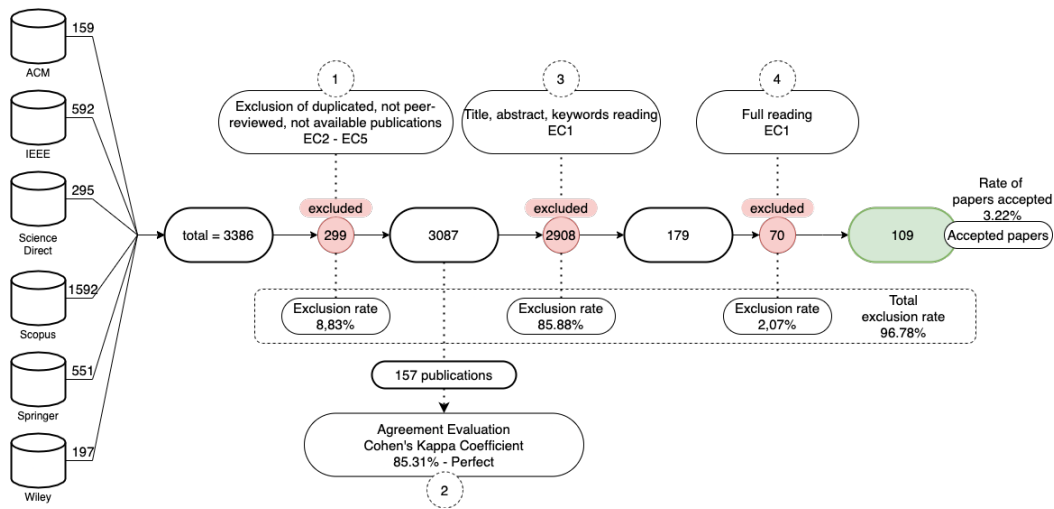 159
ACM
592
IEEE
295
Science
Direct
1592
Scopus
551
Springer
197
Wiley
1
Exclusion of duplicated, not peer-
reviewed, not available publications
EC2 - EC5
3
Title, abstract, keywords reading
EC1
4
Full reading
EC1
total = 3386
excluded
299
3087
excluded
2908
179
excluded
70
109
Rate of
papers accepted
3.22%
Accepted papers
Exclusion rate
8,83%
Exclusion rate
85.88%
Exclusion rate
2,07%
Total
exclusion rate
96.78%
157 publications
Agreement Evaluation
Cohen's Kappa Coefficient
85.31% - Perfect
2